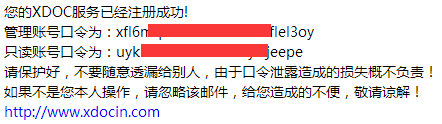 您的XDOC服务已经注册成功!
管理账号口令为：xfl6m flel3oy
只读账号口令为：uyk jeepe
请保护好，不要随意透漏给别人，由于口令泄露造成的损失概不负责！
如果不是您本人操作，请忽略该邮件，给您造成的不便，敬请谅解！
http://www.xdocin.com